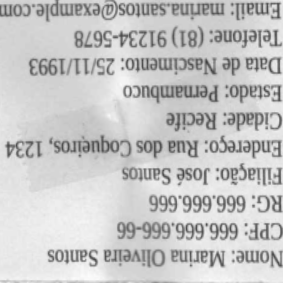 Nome: Marina Oliveira Santos
CPF: 666.666.666-66
RG: 666.666.666
Filiação: José Santos
Endereço: Rua dos Coqueiros, 1234
Cidade: Recife
Estado: Pernambuco
Data de Nascimento: 25/11/1993
Telefone: (81) 91234-5678
Email: marina.santos@example.com